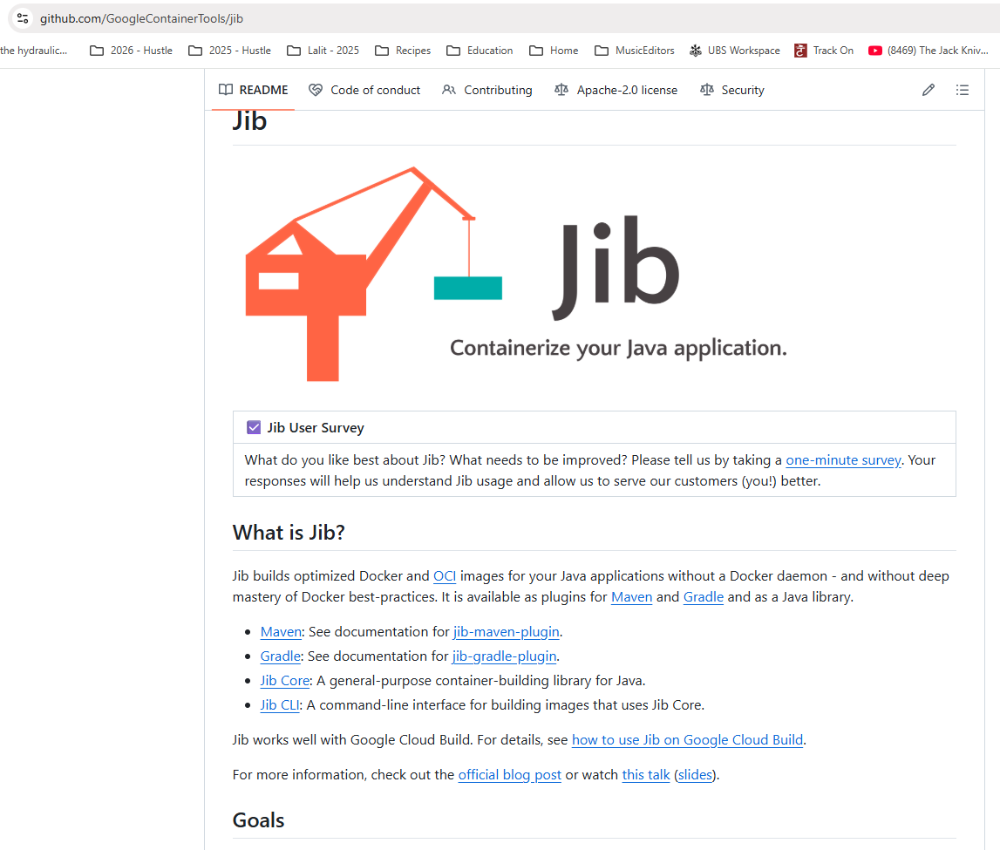 github.com/GoogleContainerTools/jib
the hydraulic... 2026 - Hustle 2025 - Hustle Lalit - 2025 Recipes Education Home MusicEditors UBS Workspace Track On (8469) The Jack Kniv...
README Code of conduct Contributing Apache-2.0 license Security
Jib
Jib
Containerize your Java application.
Jib User Survey
What do you like best about Jib? What needs to be improved? Please tell us by taking a one-minute survey. Your
responses will help us understand Jib usage and allow us to serve our customers (you!) better.
What is Jib?
Jib builds optimized Docker and OCI images for your Java applications without a Docker daemon - and without deep
mastery of Docker best-practices. It is available as plugins for Maven and Gradle and as a Java library.
Maven: See documentation for jib-maven-plugin.
Gradle: See documentation for jib-gradle-plugin.
Jib Core: A general-purpose container-building library for Java.
Jib CLI: A command-line interface for building images that uses Jib Core.
Jib works well with Google Cloud Build. For details, see how to use Jib on Google Cloud Build.
For more information, check out the official blog post or watch this talk (slides).
Goals